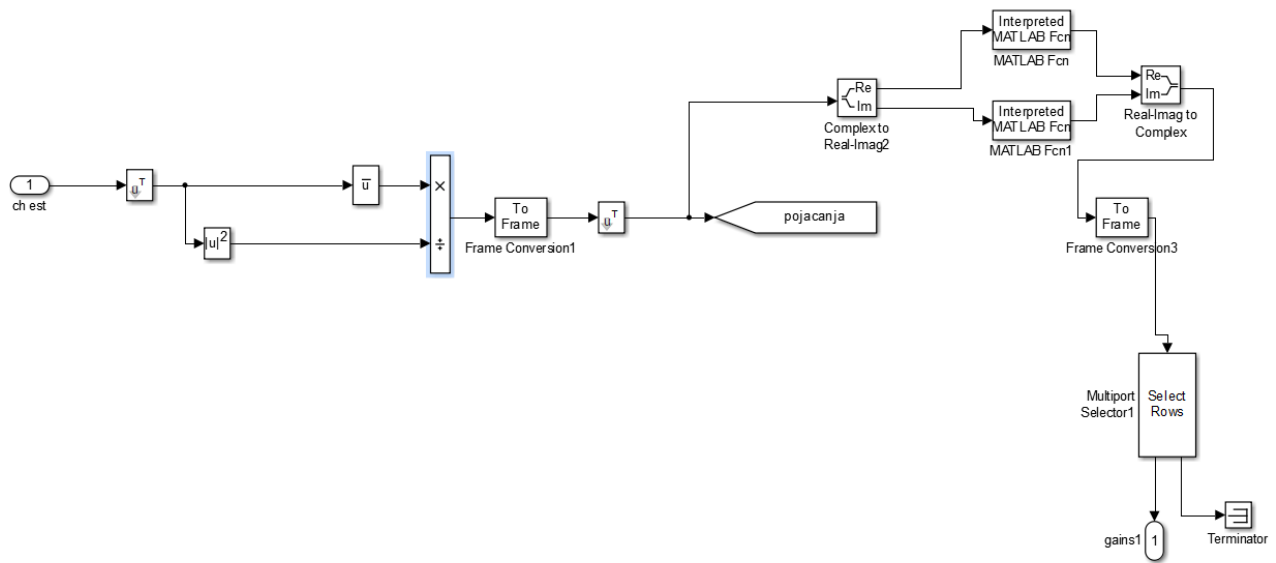 Interpreted
MATLAB Fcn
MATLAB Fcn
Re
Im
Complex to
Real-Imag2
Interpreted
MATLAB Fcn
MATLAB Fcn1
Re
Im
Real-Imag to
Complex
1
ch est
uT
u
|u|2
×
÷
To
Frame
Frame Conversion1
uT
pojacanja
To
Frame
Frame Conversion3
Multiport
Selector1
Select
Rows
gains1
1
Terminator